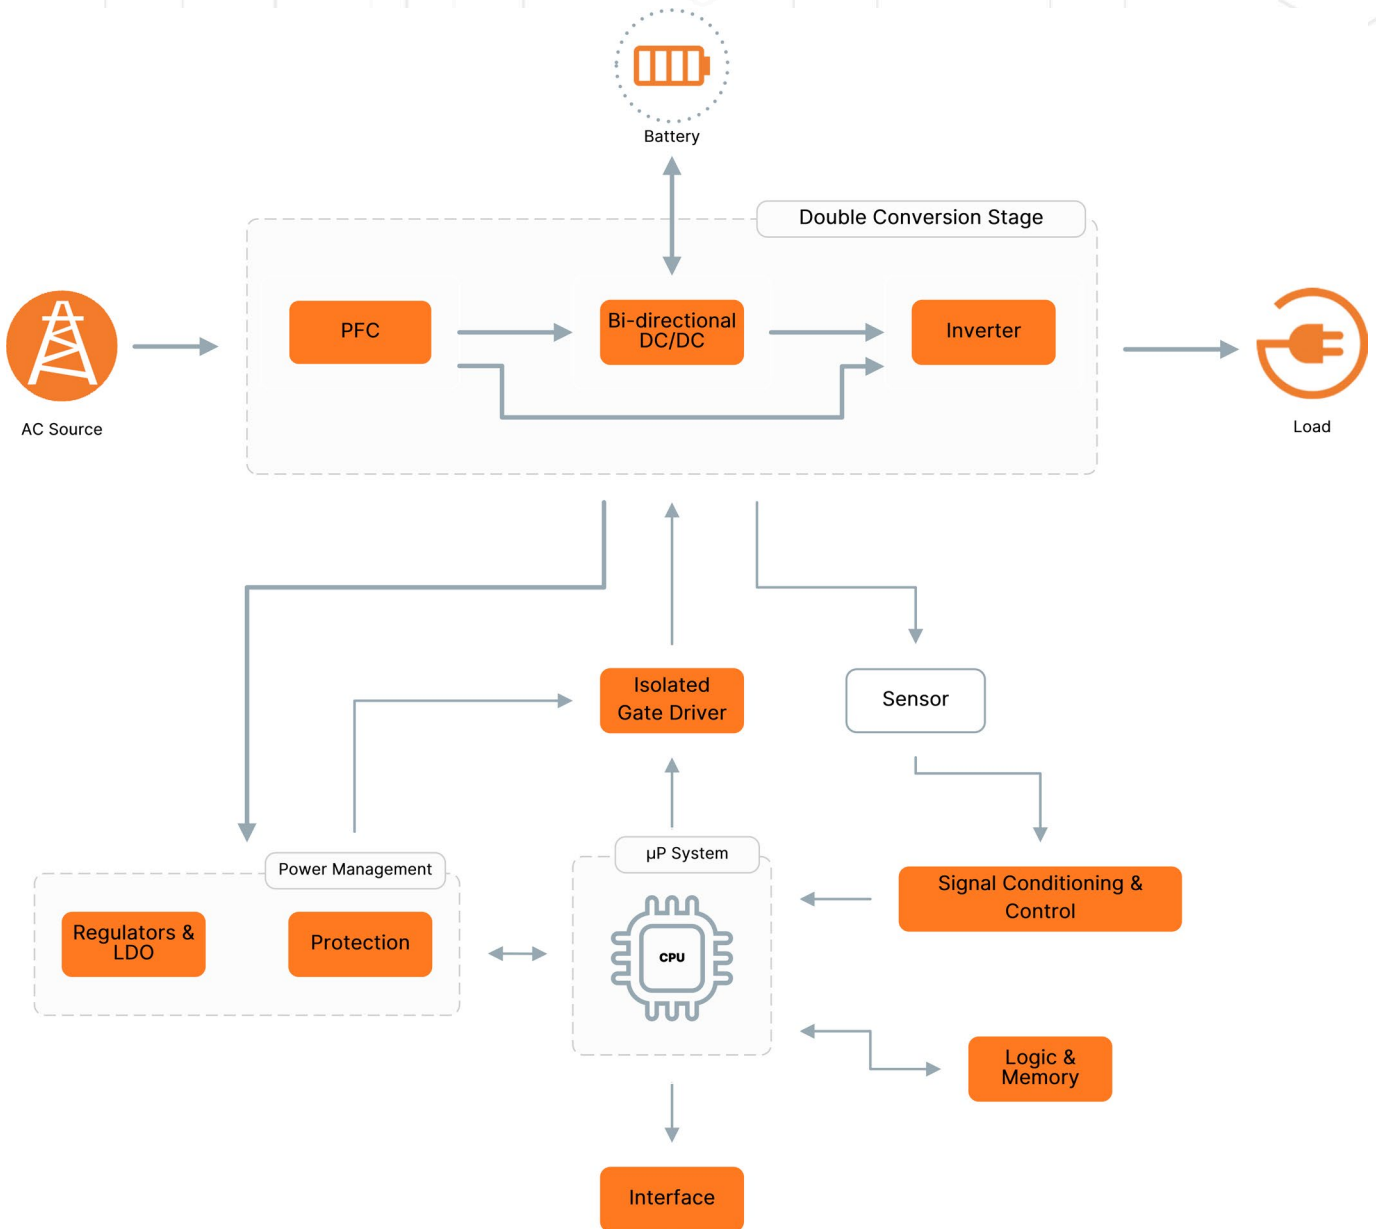 Battery
Double Conversion Stage
PFC
Bi-directional
DC/DC
Inverter
AC Source
Load
Isolated
Gate Driver
Sensor
Power Management
µP System
Signal Conditioning &
Control
Regulators &
LDO
Protection
CPU
Logic &
Memory
Interface